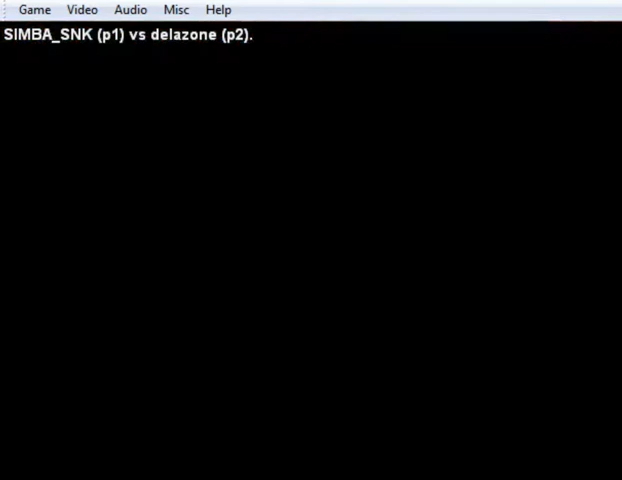 Game Video Audio Misc Help
SIMBA_SNK (p1) vs delazone (p2).